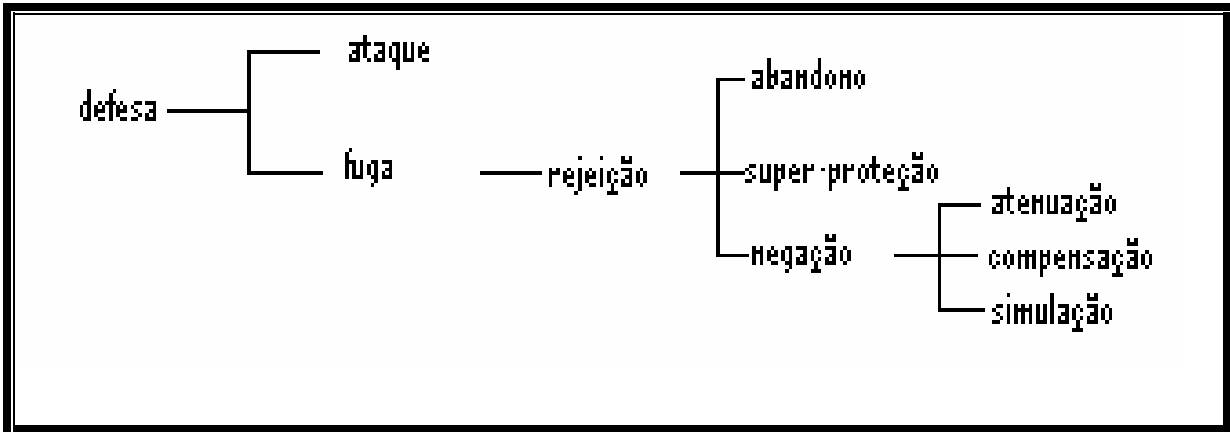 ataque
abandono
defesa
fuga
rejeição
super-proteção
atenuação
negação
compensação
simulação